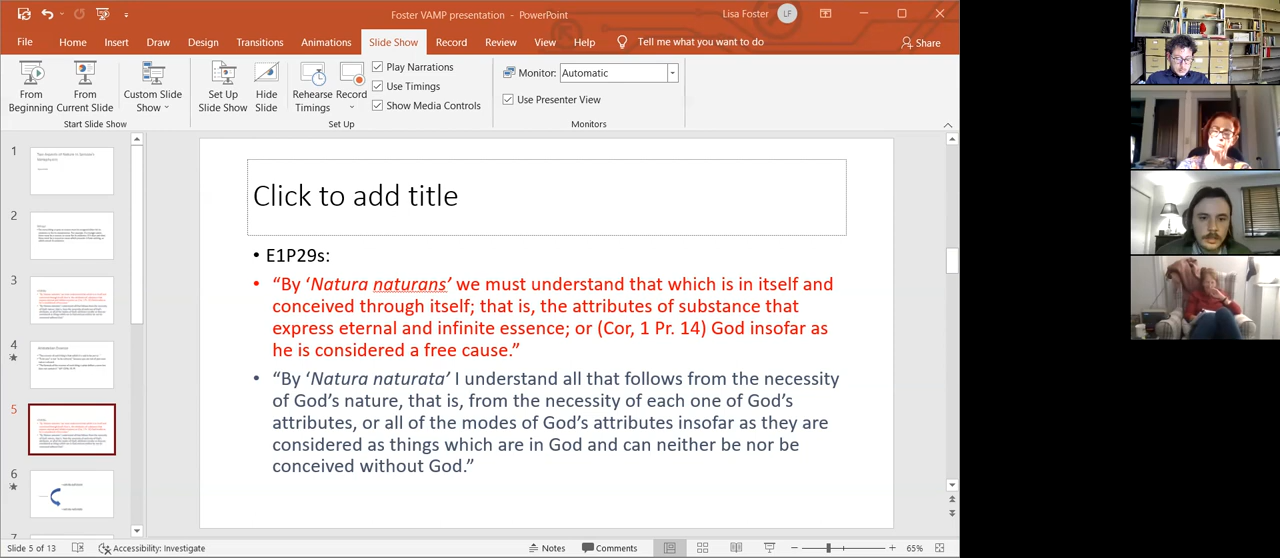 Foster VAMP presentation - PowerPoint
Lisa Foster
LF
File
Home
Insert
Draw
Design
Transitions
Animations
Slide Show
Record
Review
View
Help
Tell me what you want to do
Share
From
Beginning
From
Current Slide
Custom Slide
Show
Start Slide Show
Set Up
Slide Show
Hide
Slide
Rehearse
Timings
Record
Play Narrations
Use Timings
Show Media Controls
Set Up
Monitor: Automatic
Use Presenter View
Monitors
1
2
3
4
5
6
7
Click to add title
• E1P29s:
• “By ‘Natura naturans’ we must understand that which is in itself and
conceived through itself; that is, the attributes of substance that
express eternal and infinite essence; or (Cor, 1 Pr. 14) God insofar as
he is considered a free cause.”
• “By ‘Natura naturata’ I understand all that follows from the necessity
of God’s nature, that is, from the necessity of each one of God’s
attributes, or all of the modes of God’s attributes insofar as they are
considered as things which are in God and can neither be nor be
conceived without God.”
Slide 5 of 13
Accessibility: Investigate
Notes
Comments
65%